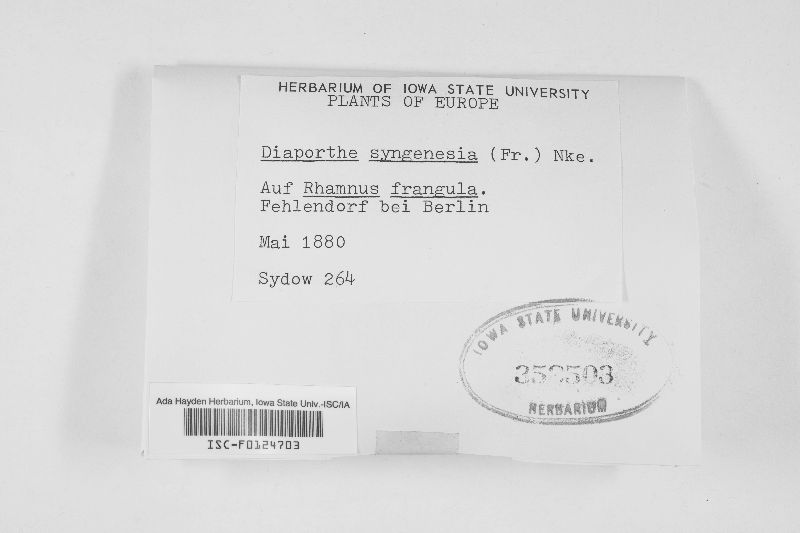 HERBARIUM OF IOWA STATE UNIVERSITY
PLANTS OF EUROPE
Diaporthe syngenesia (Fr.) Nke.
Auf Rhamnus frangula.
Fehlendorf bei Berlin
Mai 1880
Sydow 264
IOWA STATE UNIVERSITY
HERBARIUM
Ada Hayden Herbarium, Iowa State Univ.-ISC/IA
ISC-F0124703